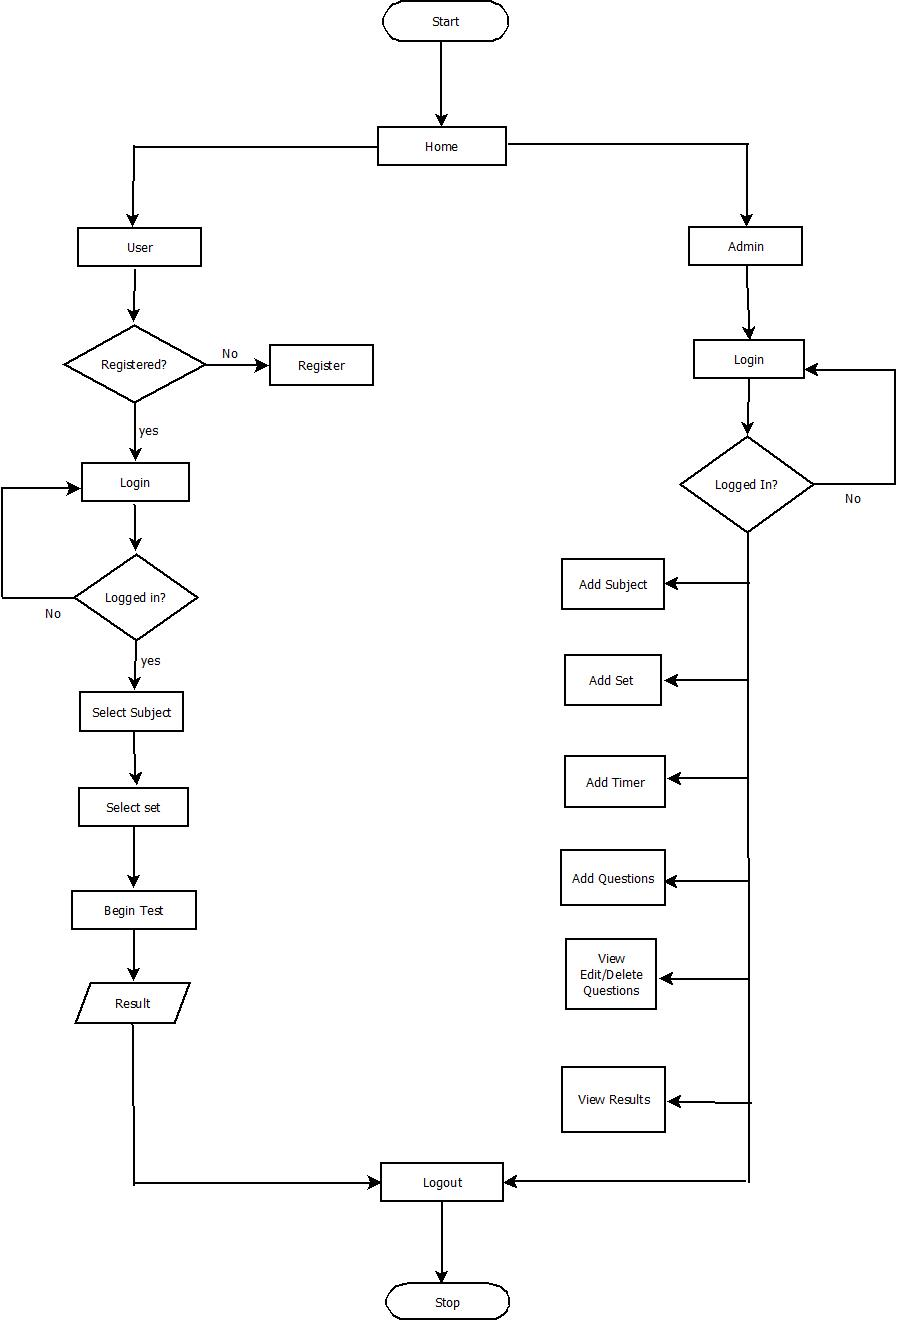 Start
Home
User
Admin
Registered?
No
Register
Login
yes
Login
Logged In?
No
Logged in?
No
yes
Add Subject
Select Subject
Add Set
Select set
Add Timer
Add Questions
Begin Test
View
Edit/Delete
Questions
Result
View Results
Logout
Stop